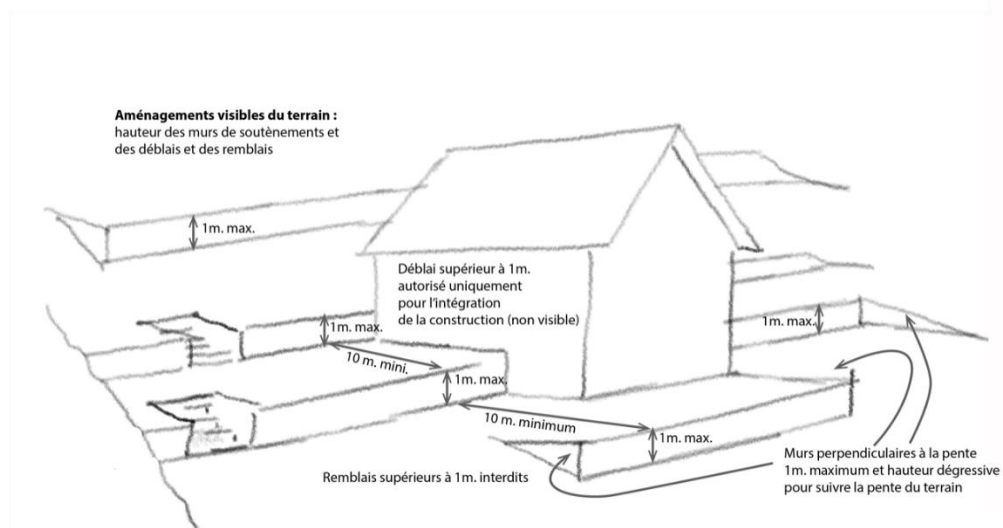 Aménagements visibles du terrain :
hauteur des murs de soutènements et
des déblais et des remblais
1m. max.
Déblai supérieur à 1m.
autorisé uniquement
pour l'intégration
de la construction (non visible)
1m. max.
1m. max.
10 m. mini.
1m. max.
10 m. minimum
1m. max.
Murs perpendiculaires à la pente
1m. maximum et hauteur dégressive
pour suivre la pente du terrain
Remblais supérieurs à 1m. interdits